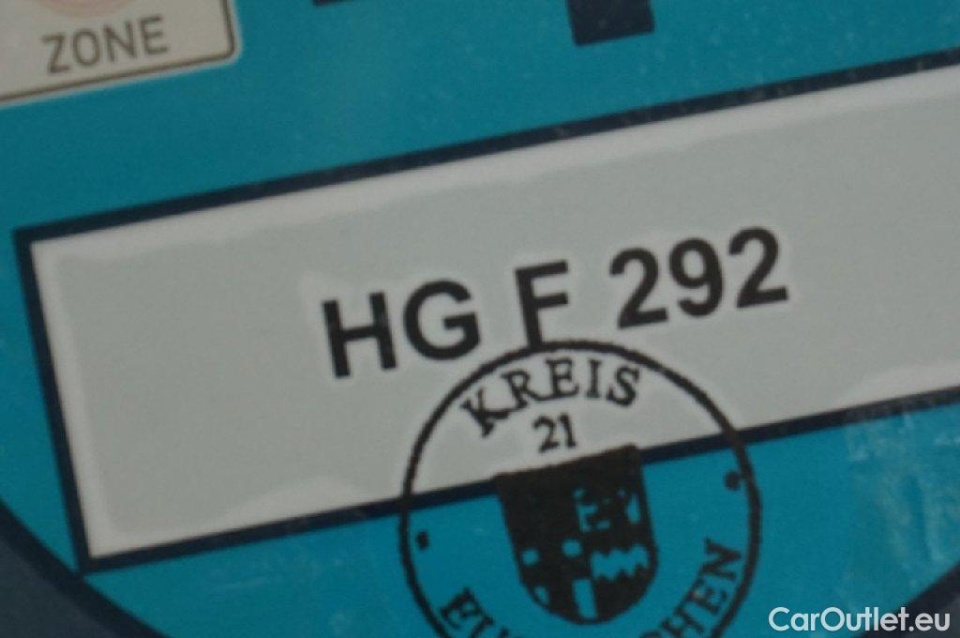 ZONE
HG F 292
KREIS
21
CarOutlet.eu